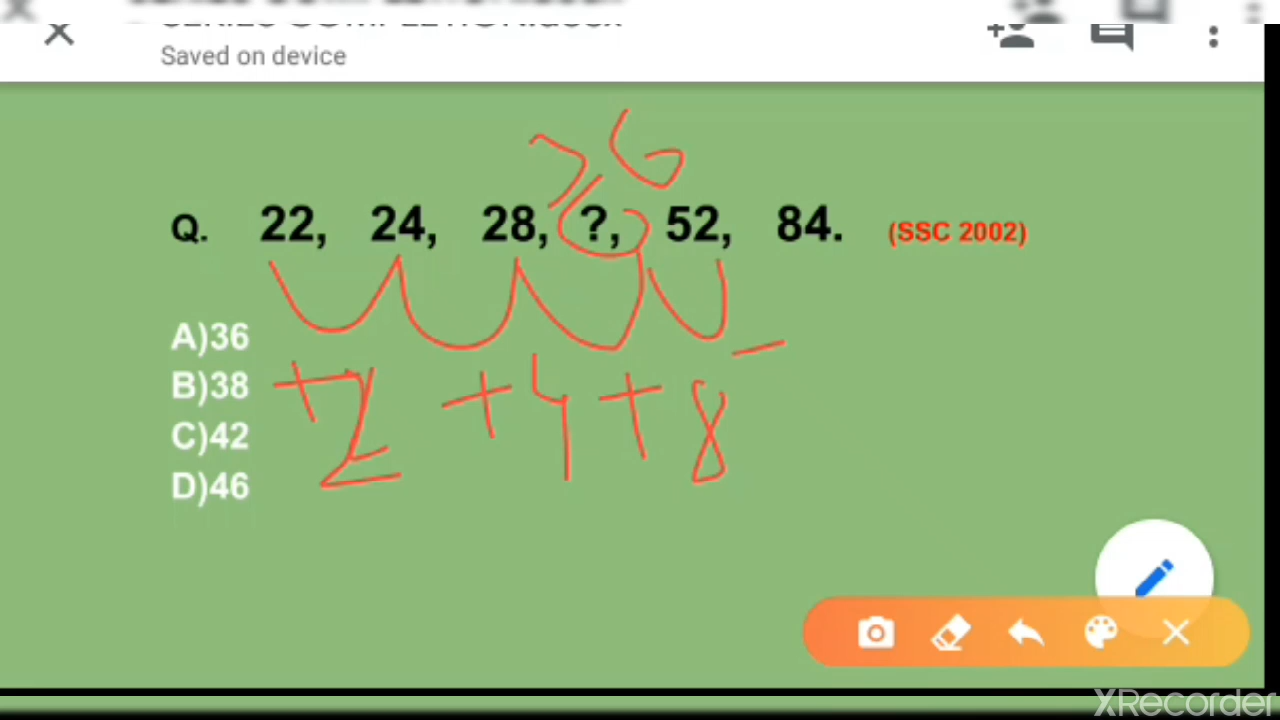 Saved on device
36
Q. 22, 24, 28, ?, 52, 84. (SSC 2002)
A)36
B)38
C)42
D)46
+2 +4 +8
XRecorder